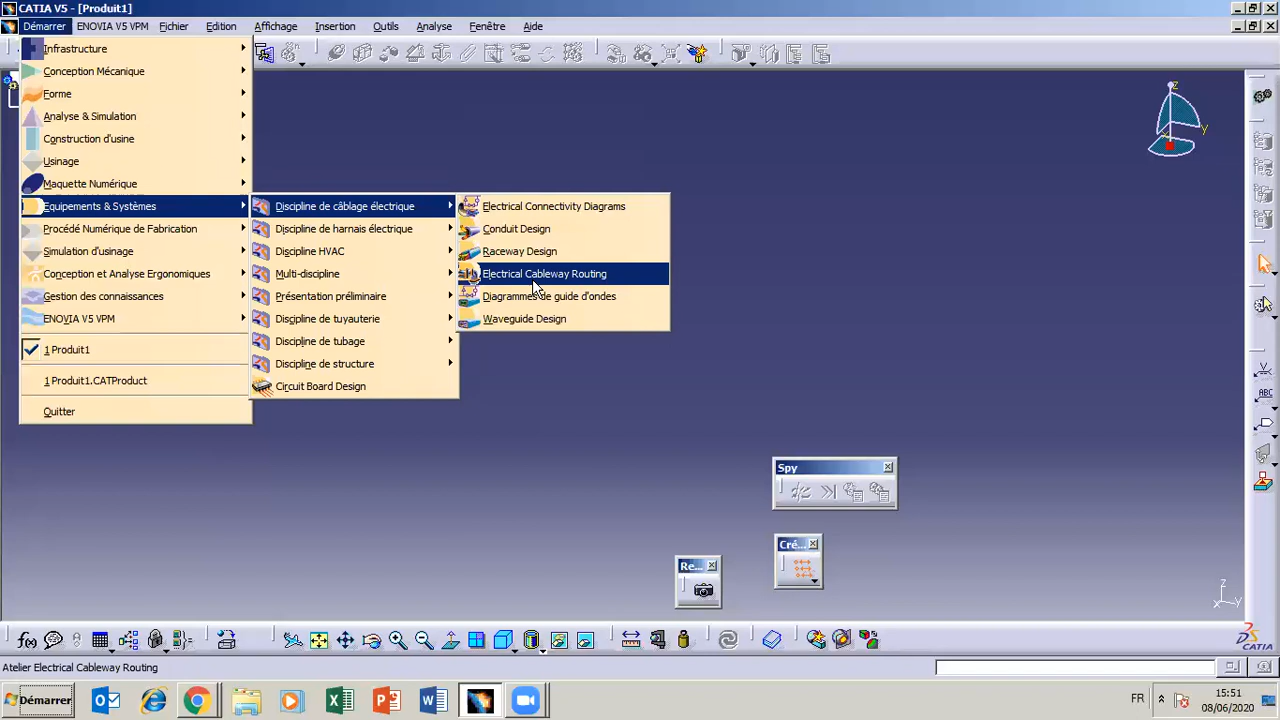 CATIA V5 - [Produit1]
Démarrer ENOVIA V5 VPM Fichier Edition Affichage Insertion Outils Analyse Fenêtre Aide
Infrastructure
Conception Mécanique
Forme
Analyse & Simulation
Construction d'usine
Usinage
Maquette Numérique
Equipements & Systèmes
Procédé Numérique de Fabrication
Simulation d'usinage
Conception et Analyse Ergonomiques
Gestion des connaissances
ENOVIA V5 VPM
1 Produit1
1 Produit1.CATProduct
Quitter
Discipline de câblage électrique
Discipline de harnais électrique
Discipline HVAC
Multi-discipline
Présentation préliminaire
Discipline de tuyauterie
Discipline de tubage
Discipline de structure
Circuit Board Design
Electrical Connectivity Diagrams
Conduit Design
Raceway Design
Electrical Cableway Routing
Diagrammes de guide d'ondes
Waveguide Design
z
y
ABC
Spy
Cré...
Re...
z
y
f(x)
CATIA
Atelier Electrical Cableway Routing
Démarrer
FR
15:51
08/06/2020